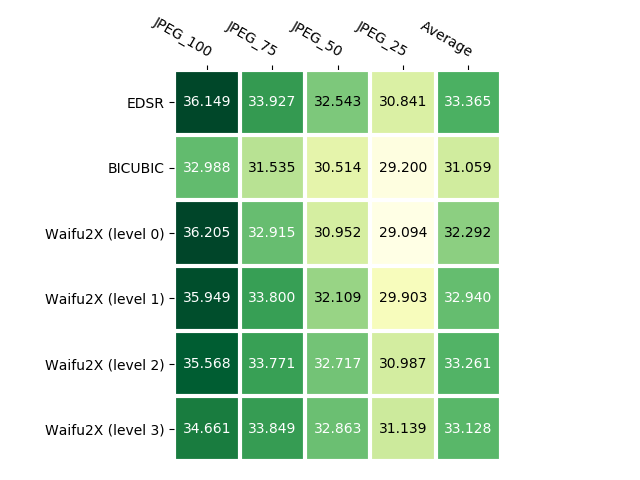 JPEG_100 JPEG_75 JPEG_50 JPEG_25 Average
EDSR 36.149 33.927 32.543 30.841 33.365
BICUBIC 32.988 31.535 30.514 29.200 31.059
Waifu2X (level 0) 36.205 32.915 30.952 29.094 32.292
Waifu2X (level 1) 35.949 33.800 32.109 29.903 32.940
Waifu2X (level 2) 35.568 33.771 32.717 30.987 33.261
Waifu2X (level 3) 34.661 33.849 32.863 31.139 33.128